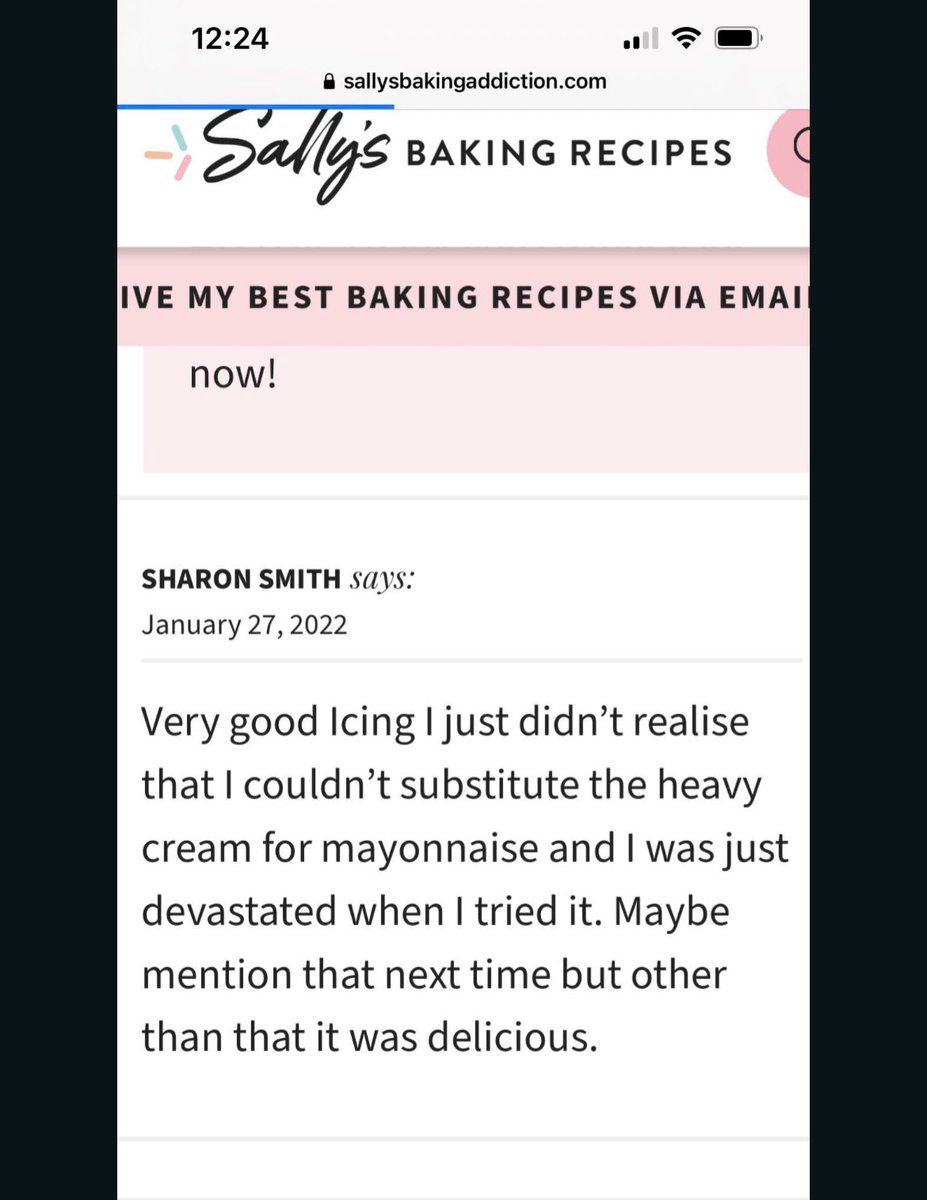 12:24
sallysbakingaddiction.com
Sally's BAKING RECIPES
IVE MY BEST BAKING RECIPES VIA EMAI
now!
SHARON SMITH says:
January 27, 2022
Very good Icing I just didn’t realise
that I couldn’t substitute the heavy
cream for mayonnaise and I was just
devastated when I tried it. Maybe
mention that next time but other
than that it was delicious.